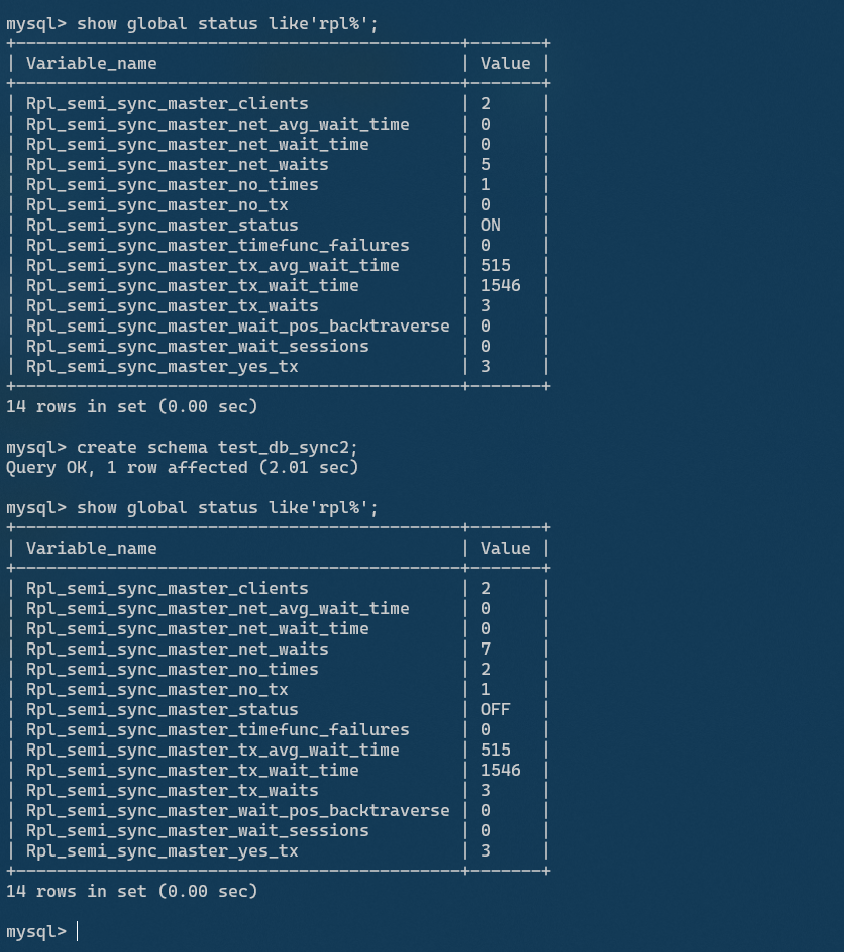 mysql> show global status like'rpl%';
+--------------------------------------------+-------+
| Variable_name                              | Value |
+--------------------------------------------+-------+
| Rpl_semi_sync_master_clients               | 2     |
| Rpl_semi_sync_master_net_avg_wait_time     | 0     |
| Rpl_semi_sync_master_net_wait_time         | 0     |
| Rpl_semi_sync_master_net_waits             | 5     |
| Rpl_semi_sync_master_no_times              | 1     |
| Rpl_semi_sync_master_no_tx                 | 0     |
| Rpl_semi_sync_master_status                | ON    |
| Rpl_semi_sync_master_timefunc_failures     | 0     |
| Rpl_semi_sync_master_tx_avg_wait_time      | 515   |
| Rpl_semi_sync_master_tx_wait_time          | 1546  |
| Rpl_semi_sync_master_tx_waits              | 3     |
| Rpl_semi_sync_master_wait_pos_backtraverse | 0     |
| Rpl_semi_sync_master_wait_sessions         | 0     |
| Rpl_semi_sync_master_yes_tx                | 3     |
+--------------------------------------------+-------+
14 rows in set (0.00 sec)
mysql> create schema test_db_sync2;
Query OK, 1 row affected (2.01 sec)
mysql> show global status like'rpl%';
+--------------------------------------------+-------+
| Variable_name                              | Value |
+--------------------------------------------+-------+
| Rpl_semi_sync_master_clients               | 2     |
| Rpl_semi_sync_master_net_avg_wait_time     | 0     |
| Rpl_semi_sync_master_net_wait_time         | 0     |
| Rpl_semi_sync_master_net_waits             | 7     |
| Rpl_semi_sync_master_no_times              | 2     |
| Rpl_semi_sync_master_no_tx                 | 1     |
| Rpl_semi_sync_master_status                | OFF   |
| Rpl_semi_sync_master_timefunc_failures     | 0     |
| Rpl_semi_sync_master_tx_avg_wait_time      | 515   |
| Rpl_semi_sync_master_tx_wait_time          | 1546  |
| Rpl_semi_sync_master_tx_waits              | 3     |
| Rpl_semi_sync_master_wait_pos_backtraverse | 0     |
| Rpl_semi_sync_master_wait_sessions         | 0     |
| Rpl_semi_sync_master_yes_tx                | 3     |
+--------------------------------------------+-------+
14 rows in set (0.00 sec)
mysql>